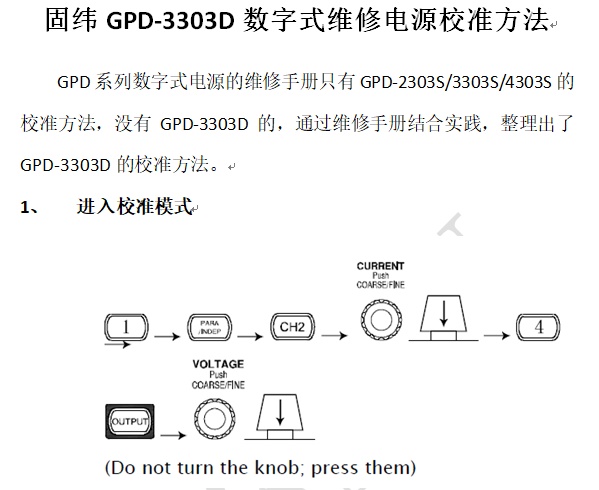 固纬 GPD-3303D 数字式维修电源校准方法
GPD 系列数字式电源的维修手册只有 GPD-2303S/3303S/4303S 的
校准方法，没有 GPD-3303D 的，通过维修手册结合实践，整理出了
GPD-3303D 的校准方法。
1、 进入校准模式
CURRENT
Push
COARSE/FINE
1
PARA
/INDEP
CH2
4
VOLTAGE
Push
COARSE/FINE
OUTPUT
(Do not turn the knob; press them)